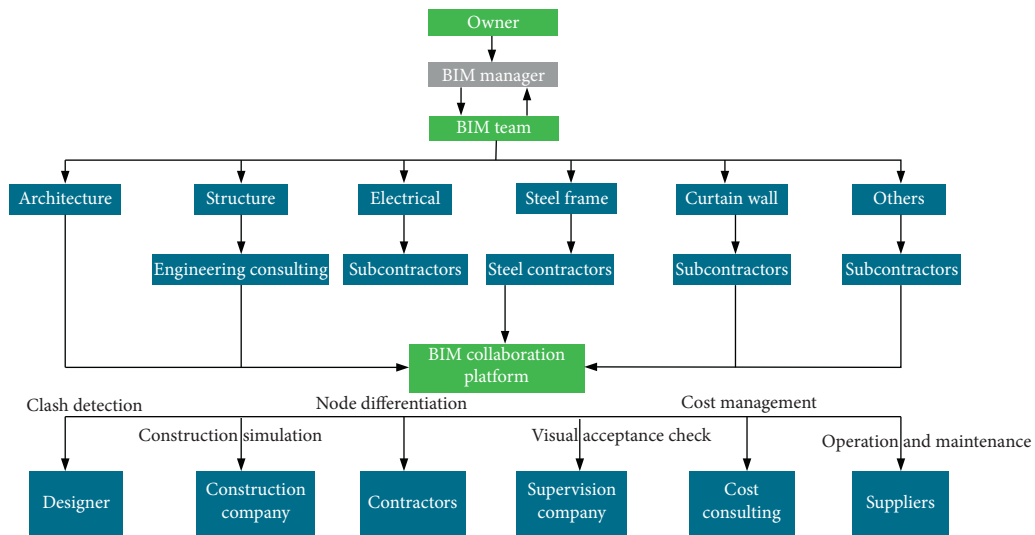 Owner
BIM manager
BIM team
Architecture
Structure
Electrical
Steel frame
Curtain wall
Others
Engineering consulting
Subcontractors
Steel contractors
Subcontractors
Subcontractors
BIM collaboration
platform
Clash detection
Node differentiation
Cost management
Construction simulation
Visual acceptance check
Operation and maintenance
Designer
Construction
company
Contractors
Supervision
company
Cost
consulting
Suppliers